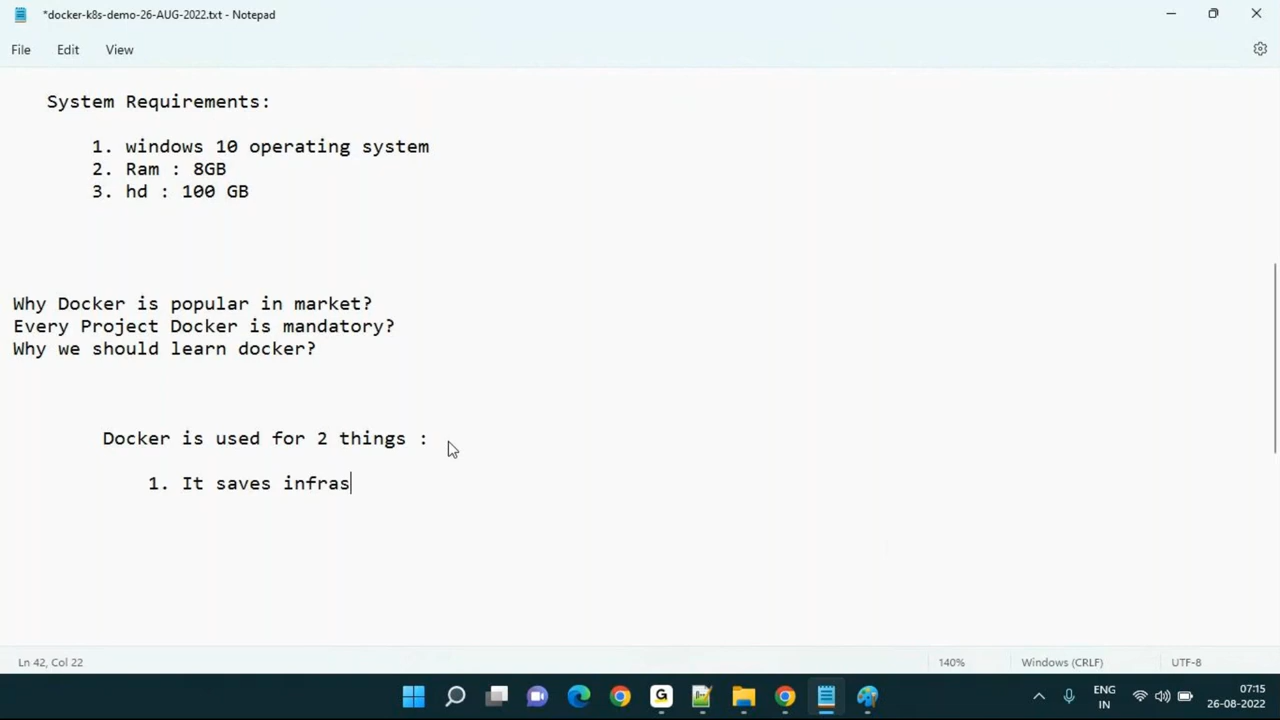 *docker-k8s-demo-26-AUG-2022.txt - Notepad
File Edit View
System Requirements:
1. windows 10 operating system
2. Ram : 8GB
3. hd : 100 GB
Why Docker is popular in market?
Every Project Docker is mandatory?
Why we should learn docker?
Docker is used for 2 things :
1. It saves infras
Ln 42, Col 22 140% Windows (CRLF) UTF-8
G ENG 07:15
IN 26-08-2022